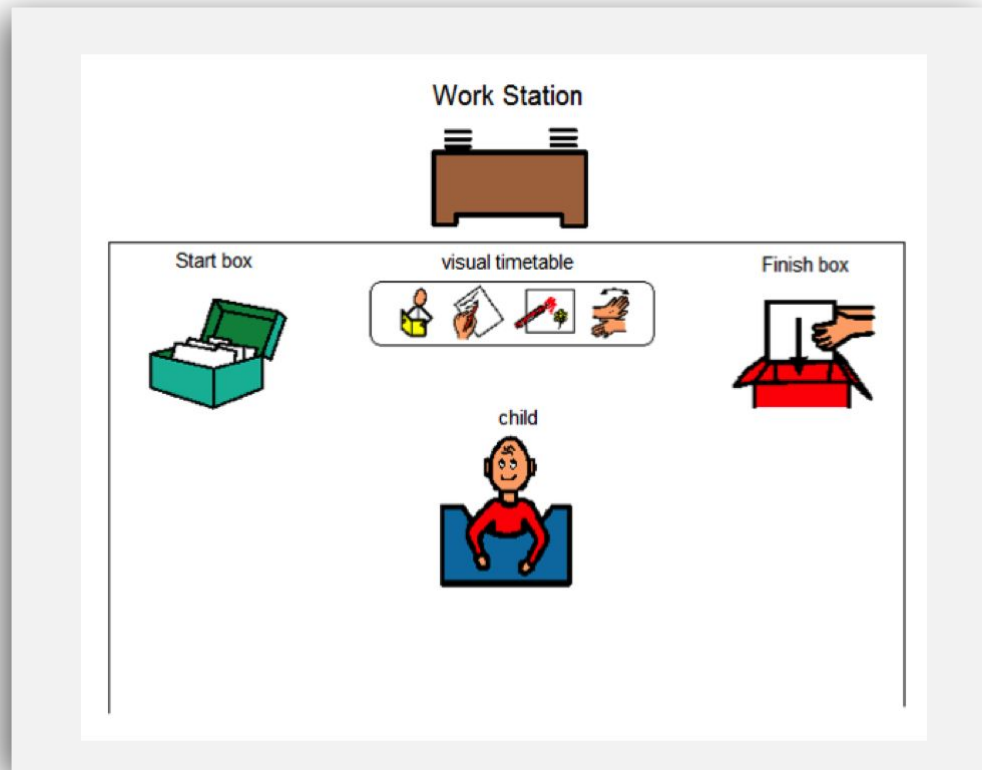 Work Station
Start box
visual timetable
Finish box
child